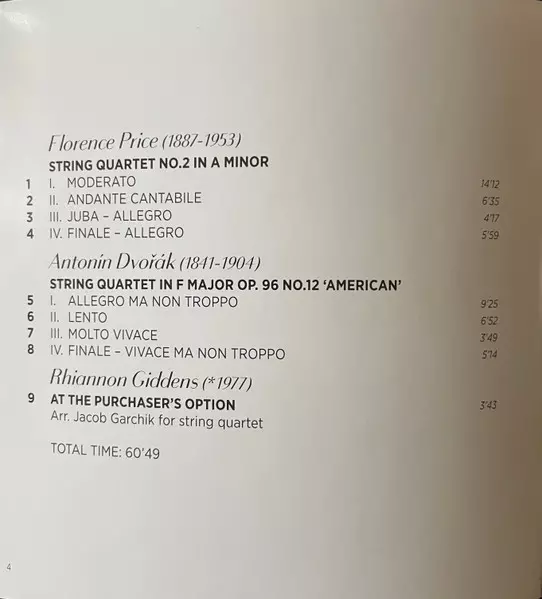 Florence Price (1887-1953)
STRING QUARTET NO.2 IN A MINOR
1 I. MODERATO 14'12
2 II. ANDANTE CANTABILE 6'35
3 III. JUBA – ALLEGRO 4'17
4 IV. FINALE – ALLEGRO 5'59
Antonín Dvořák (1841-1904)
STRING QUARTET IN F MAJOR OP. 96 NO.12 ‘AMERICAN’
5 I. ALLEGRO MA NON TROPPO 9'25
6 II. LENTO 6'52
7 III. MOLTO VIVACE 3'49
8 IV. FINALE – VIVACE MA NON TROPPO 5'14
Rhiannon Giddens (*1977)
9 AT THE PURCHASER'S OPTION 3'43
Arr. Jacob Garchik for string quartet
TOTAL TIME: 60'49
4